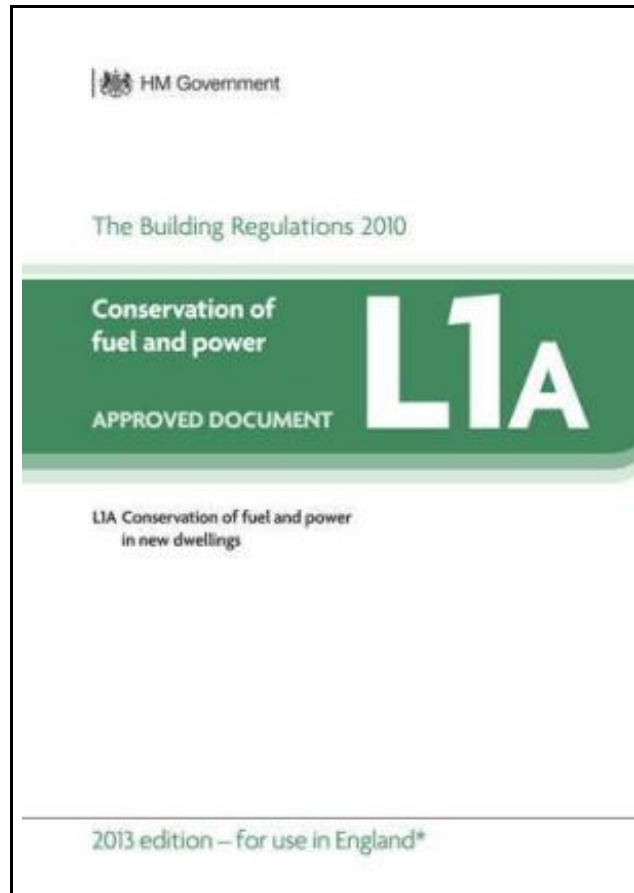 HM Government
The Building Regulations 2010
Conservation of
fuel and power
L1A
APPROVED DOCUMENT
L1A Conservation of fuel and power
in new dwellings
2013 edition – for use in England*